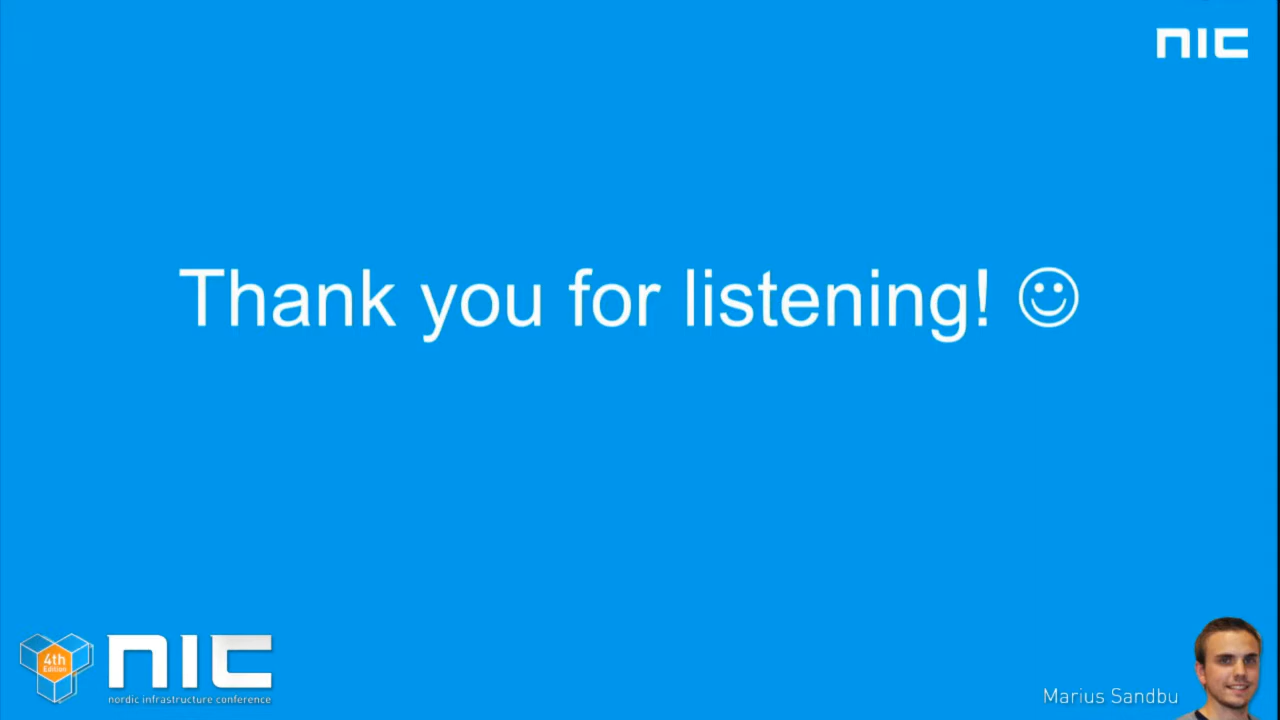 NIC
Thank you for listening! ☺
4th
Edition
NIC
nordic infrastructure conference
Marius Sandbu